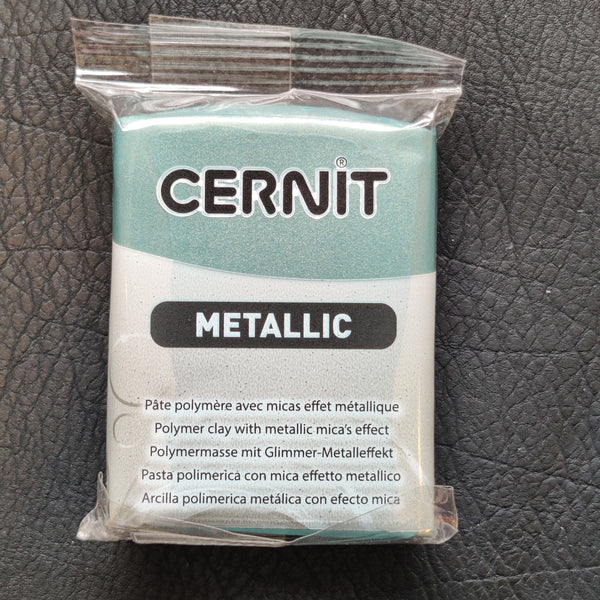 CERNiT®
METALLIC
Pâte polymère avec micas effet métallique
Polymer clay with metallic mica's effect
Polymermasse mit Glimmer-Metalleffekt
Pasta polimerica con mica effetto metallico
Arcilla polimerica metálica con efecto mica